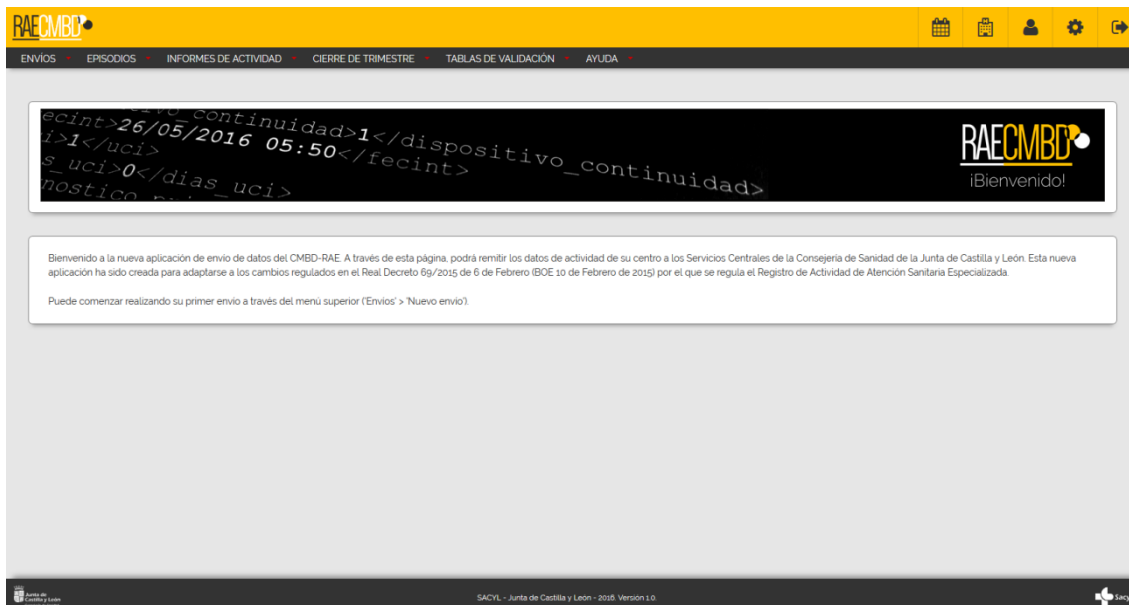 RAECMBD
ENVÍOS EPISODIOS INFORMES DE ACTIVIDAD CIERRE DE TRIMESTRE TABLAS DE VALIDACIÓN AYUDA
ecint>26/05/2016 05:50</fecint>
continuidad>1</dispositivo_continuidad>
i>1</uci>
s_uci>0</dias_uci>
RAECMBD
¡Bienvenido!
Bienvenido a la nueva aplicación de envío de datos del CMBD-RAE. A través de esta página, podrá remitir los datos de actividad de su centro a los Servicios Centrales de la Consejería de Sanidad de la Junta de Castilla y León. Esta nueva
aplicación ha sido creada para adaptarse a los cambios regulados en el Real Decreto 69/2015 de 6 de Febrero (BOE 10 de Febrero de 2015) por el que se regula el Registro de Actividad de Atención Sanitaria Especializada.
Puede comenzar realizando su primer envío a través del menú superior ('Envíos' > 'Nuevo envío').
Junta de
Castilla y León
SACYL - Junta de Castilla y León - 2016. Versión 1.0.
Sacy